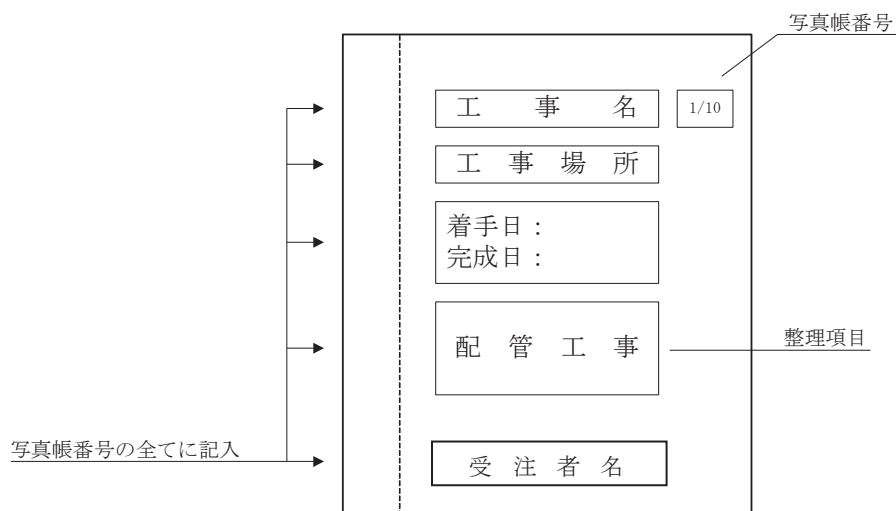 写真帳番号
工事名
1/10
工事場所
着手日：
完成日：
配管工事
整理項目
写真帳番号の全てに記入
受注者名